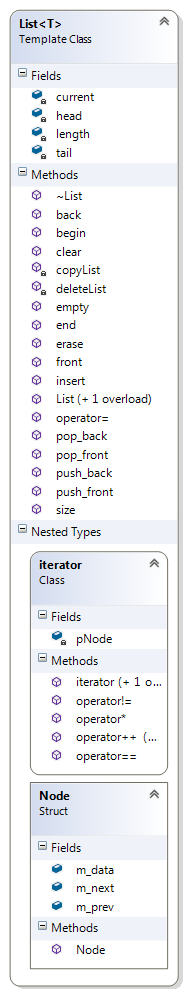 List<T>
Template Class
Fields
current
head
length
tail
Methods
~List
back
begin
clear
copyList
deleteList
empty
end
erase
front
insert
List (+ 1 overload)
operator=
pop_back
pop_front
push_back
push_front
size
Nested Types
iterator
Class
Fields
pNode
Methods
iterator (+ 1 o...
operator!=
operator*
operator++ (...
operator==
Node
Struct
Fields
m_data
m_next
m_prev
Methods
Node